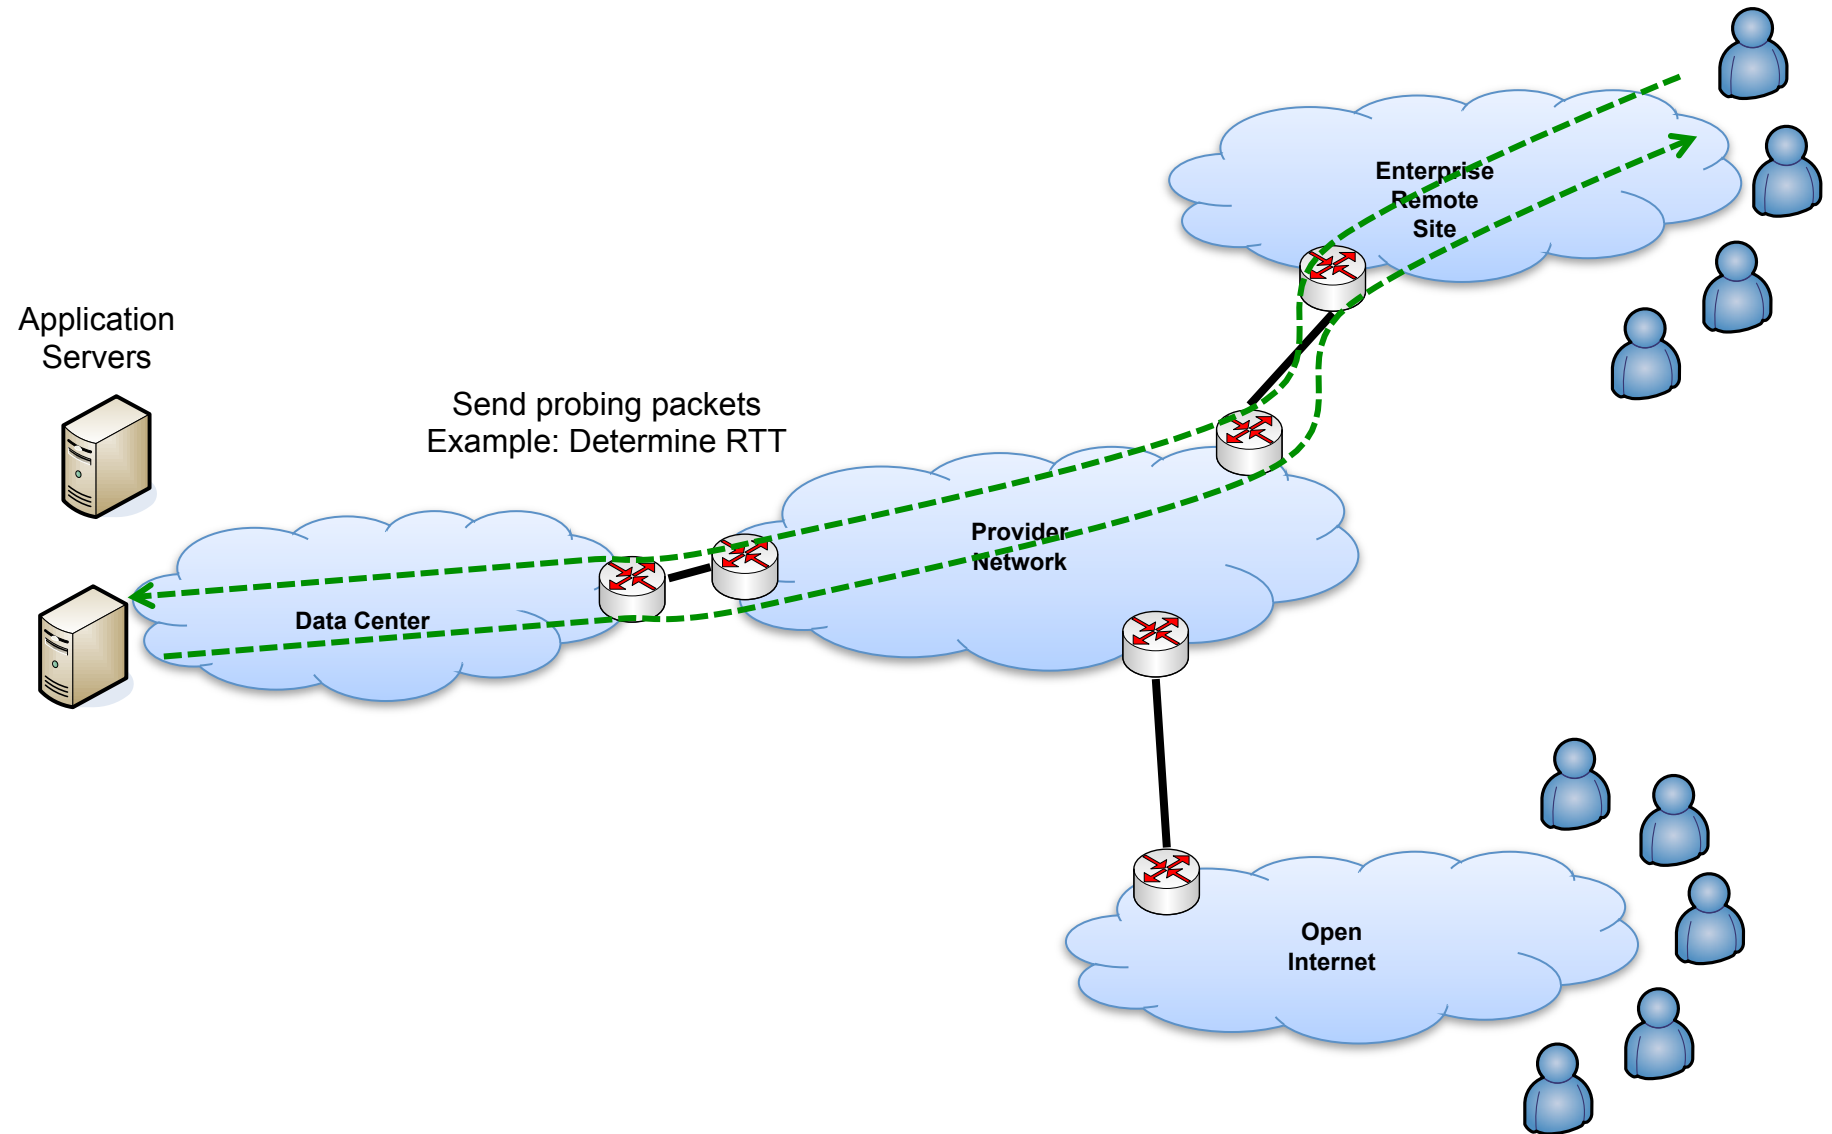 Application
Servers
Send probing packets
Example: Determine RTT
Enterprise
Remote
Site
Provider
Network
Data Center
Open
Internet